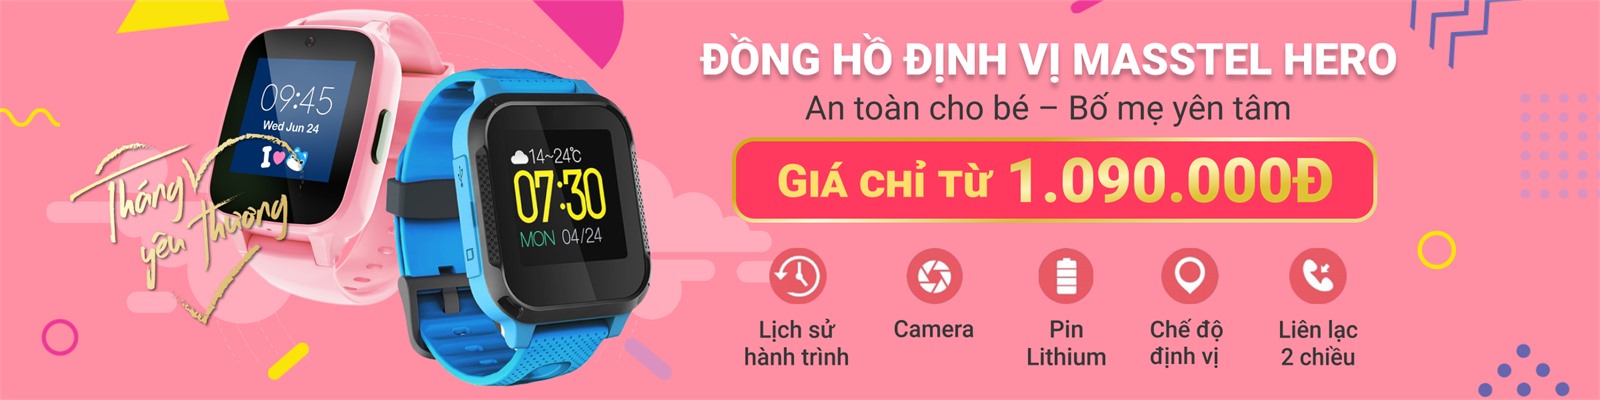 09:45
Wed Jun 24
I
Tháng
yêu thương
14~24℃
07:30
MON 04/24
ĐỒNG HỒ ĐỊNH VỊ MASSTEL HERO
An toàn cho bé – Bố mẹ yên tâm
GIÁ CHỈ TỪ 1.090.000Đ
Lịch sử
hành trình
Camera
Pin
Lithium
Chế độ
định vị
Liên lạc
2 chiều